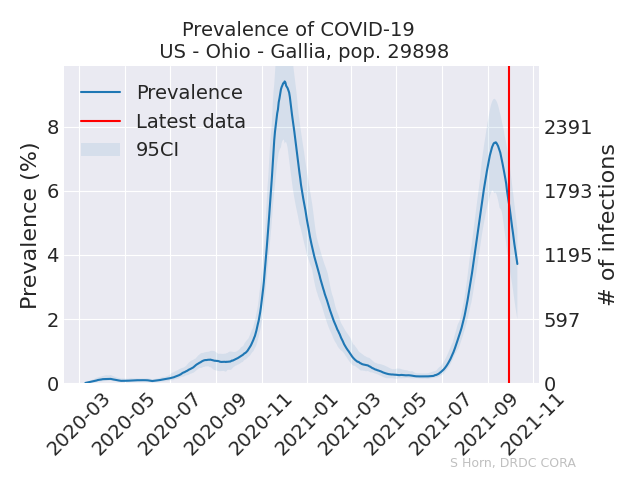 Prevalence of COVID-19
US - Ohio - Gallia, pop. 29898
Prevalence
Latest data
95CI
Prevalence (%)
8
6
4
2
0
2391
1793
1195
597
0
# of infections
2020-03
2020-05
2020-07
2020-09
2020-11
2021-01
2021-03
2021-05
2021-07
2021-09
2021-11
S Horn, DRDC CORA